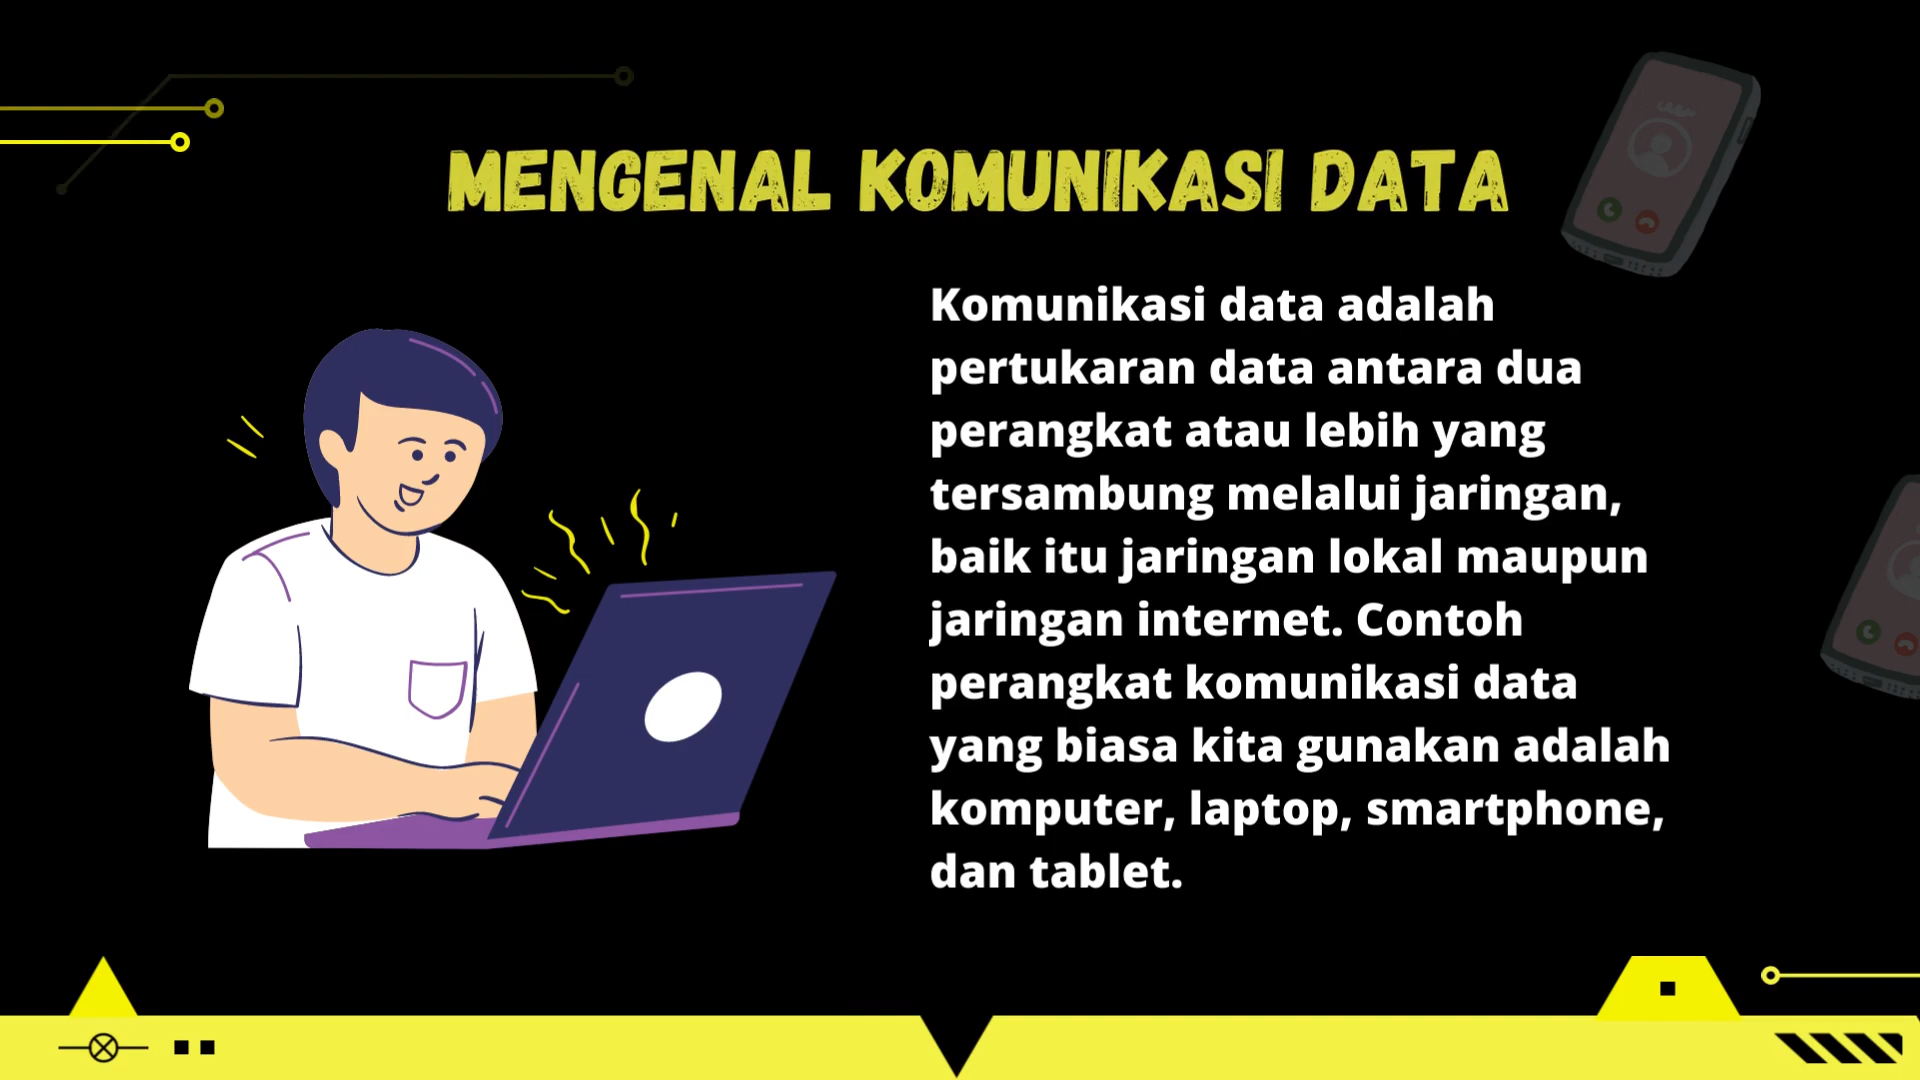 MENGENAL KOMUNIKASI DATA
Komunikasi data adalah
pertukaran data antara dua
perangkat atau lebih yang
tersambung melalui jaringan,
baik itu jaringan lokal maupun
jaringan internet. Contoh
perangkat komunikasi data
yang biasa kita gunakan adalah
komputer, laptop, smartphone,
dan tablet.